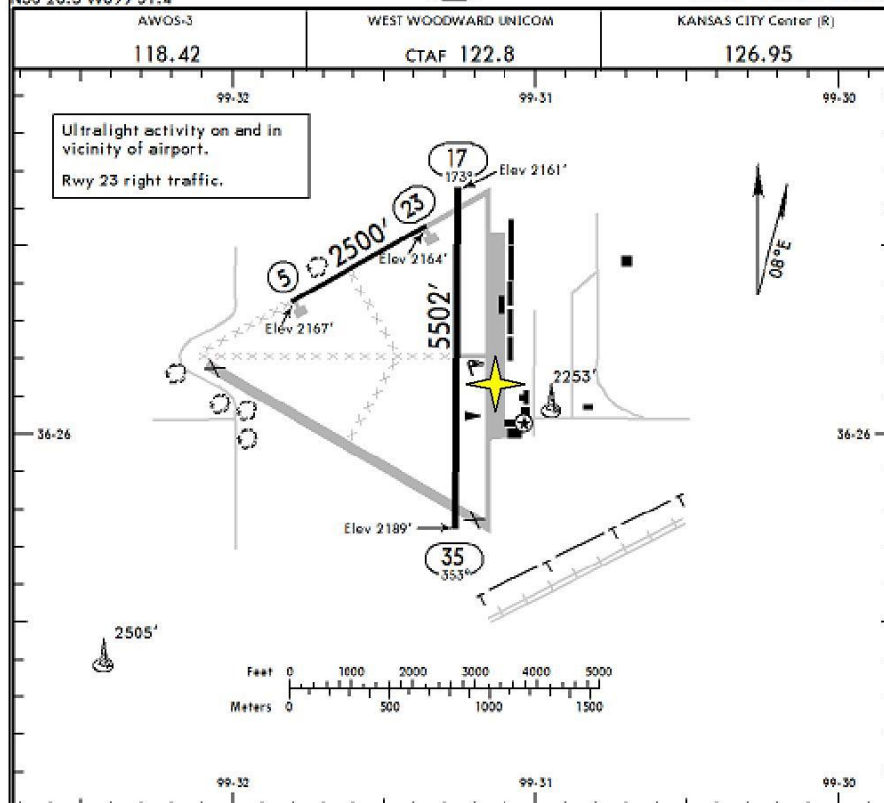 AWOS-3
118.42
WEST WOODWARD UNICOM
CTAF 122.8
KANSAS CITY Center (R)
126.95
99-32
99-31
99-30
Ultralight activity on and in
vicinity of airport.
Rwy 23 right traffic.
17
173°
Elev 2161'
23
2500'
5
Elev 2164'
Elev 2167'
5502'
08°E
2253'
36-26
36-26
Elev 2189'
35
353°
2505'
Feet 0 1000 2000 3000 4000 5000
Meters 0 500 1000 1500
99-32
99-31
99-30